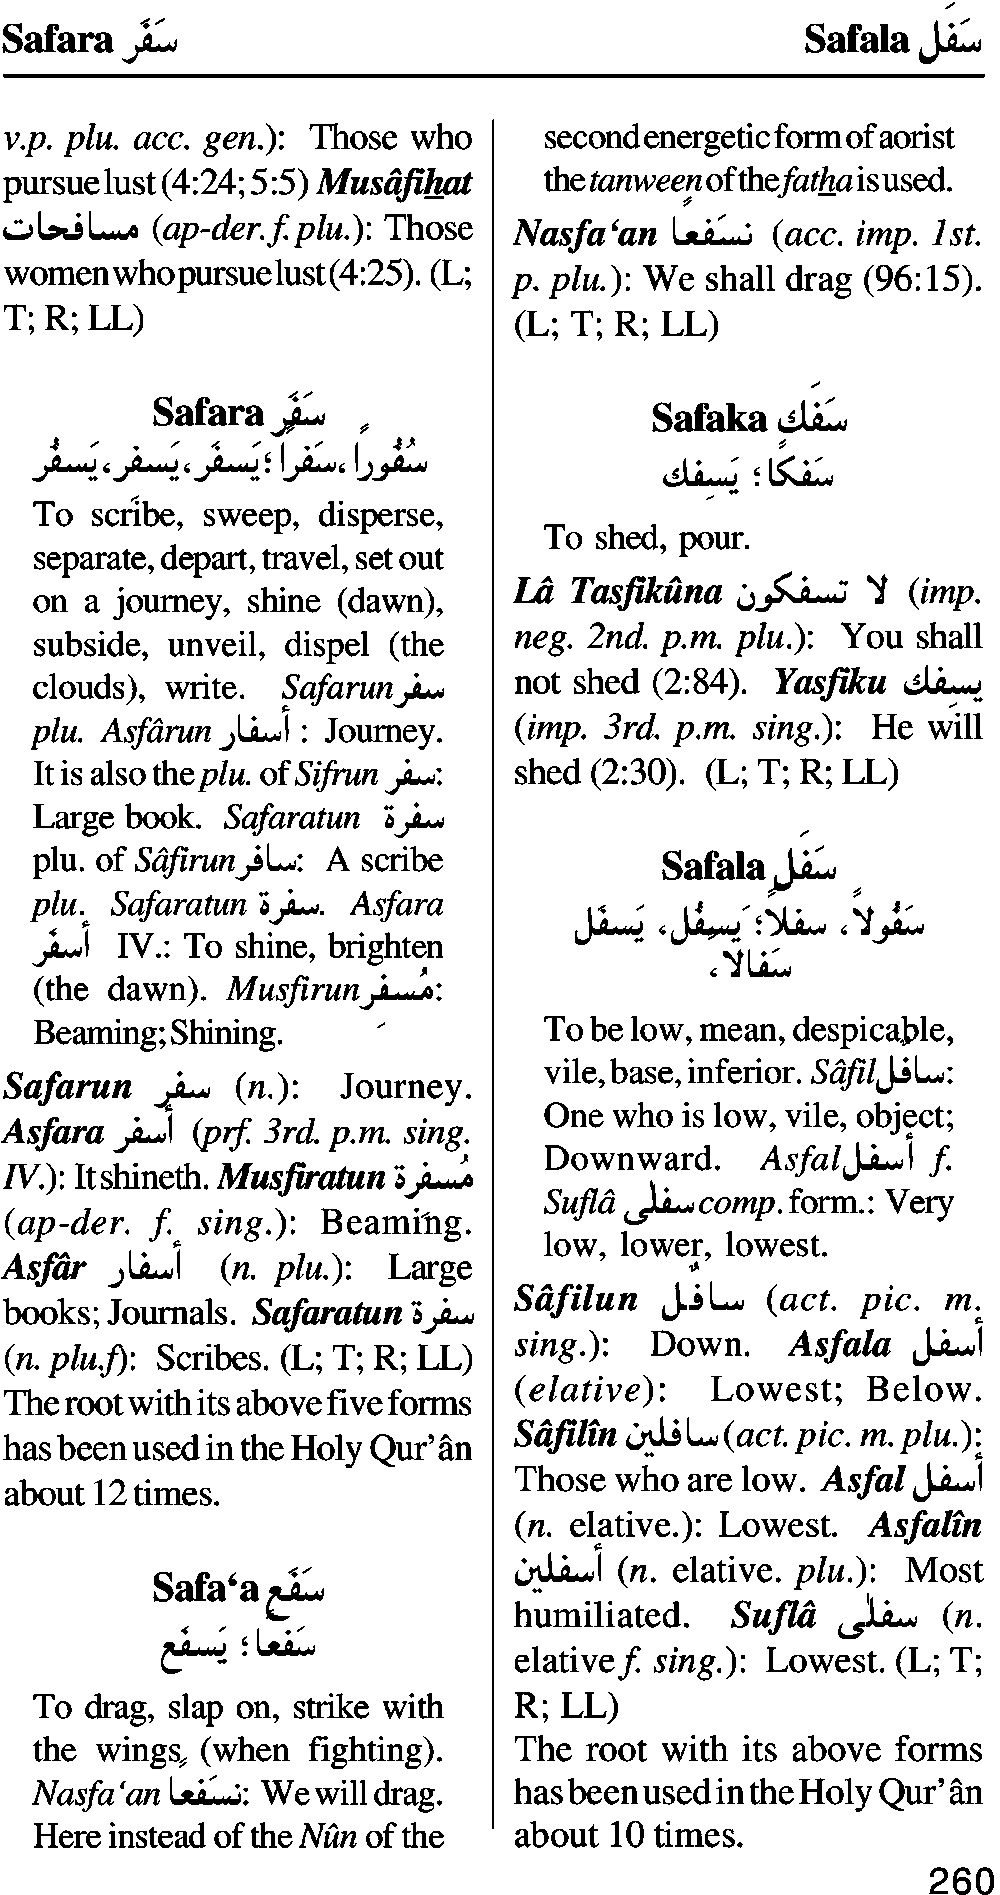 Safara سَفَرَ
Safala سَفَلَ
v.p. plu. acc. gen.): Those who
pursue lust (4:24; 5:5) Musâfihat
مسافحات (ap-der. f. plu.): Those
women who pursue lust (4:25). (L;
T; R; LL)
Safara سَفَرَ
سُفُوراً، سَفَراً؛ يَسفَر، يَسفِر، يَسفُر
To scribe, sweep, disperse,
separate, depart, travel, set out
on a journey, shine (dawn),
subside, unveil, dispel (the
clouds), write. Safarun سفر
plu. Asfârun أسفار : Journey.
It is also the plu. of Sifrun سفر:
Large book. Safaratun سفرة
plu. of Sâfirun سافر: A scribe
plu. Safaratun سفرة. Asfara
أسفَر IV.: To shine, brighten
(the dawn). Musfirun مُسفِر:
Beaming; Shining.
Safarun سفر (n.): Journey.
Asfara أسفر (prf. 3rd. p.m. sing.
IV.): It shineth. Musfiratun مُسفرة
(ap-der. f. sing.): Beaming.
Asfâr أسفار (n. plu.): Large
books; Journals. Safaratun سفرة
(n. plu.f): Scribes. (L; T; R; LL)
The root with its above five forms
has been used in the Holy Qur’ân
about 12 times.
Safa‘a سَفَع
سَفعا؛ يَسفَع
To drag, slap on, strike with
the wings, (when fighting).
Nasfa‘an نسَفَعاً: We will drag.
Here instead of the Nûn of the
second energetic form of aorist
the tanween of the fatha is used.
Nasfa‘an نسَفعاً (acc. imp. 1st.
p. plu.): We shall drag (96:15).
(L; T; R; LL)
Safaka سَفَكَ
سَفكاً؛ يَسفِك
To shed, pour.
Lâ Tasfikûna لا تسفكون (imp.
neg. 2nd. p.m. plu.): You shall
not shed (2:84). Yasfiku يسفِك
(imp. 3rd. p.m. sing.): He will
shed (2:30). (L; T; R; LL)
Safala سَفَلَ
سَفُولاً، سفلاً؛ يَسفِل، يَسفُل، يَسفَل
سَفَالا،
To be low, mean, despicable,
vile, base, inferior. Sâfil سافل:
One who is low, vile, object;
Downward. Asfal أسفل f.
Suflâ سفلى comp. form.: Very
low, lower, lowest.
Sâfilun سافل (act. pic. m.
sing.): Down. Asfala أسفل
(elative): Lowest; Below.
Sâfilîn سافلين (act. pic. m. plu.):
Those who are low. Asfal أسفل
(n. elative.): Lowest. Asfalîn
أسفلين (n. elative. plu.): Most
humiliated. Suflâ سفلى (n.
elative f. sing.): Lowest. (L; T;
R; LL)
The root with its above forms
has been used in the Holy Qur’ân
about 10 times.
260